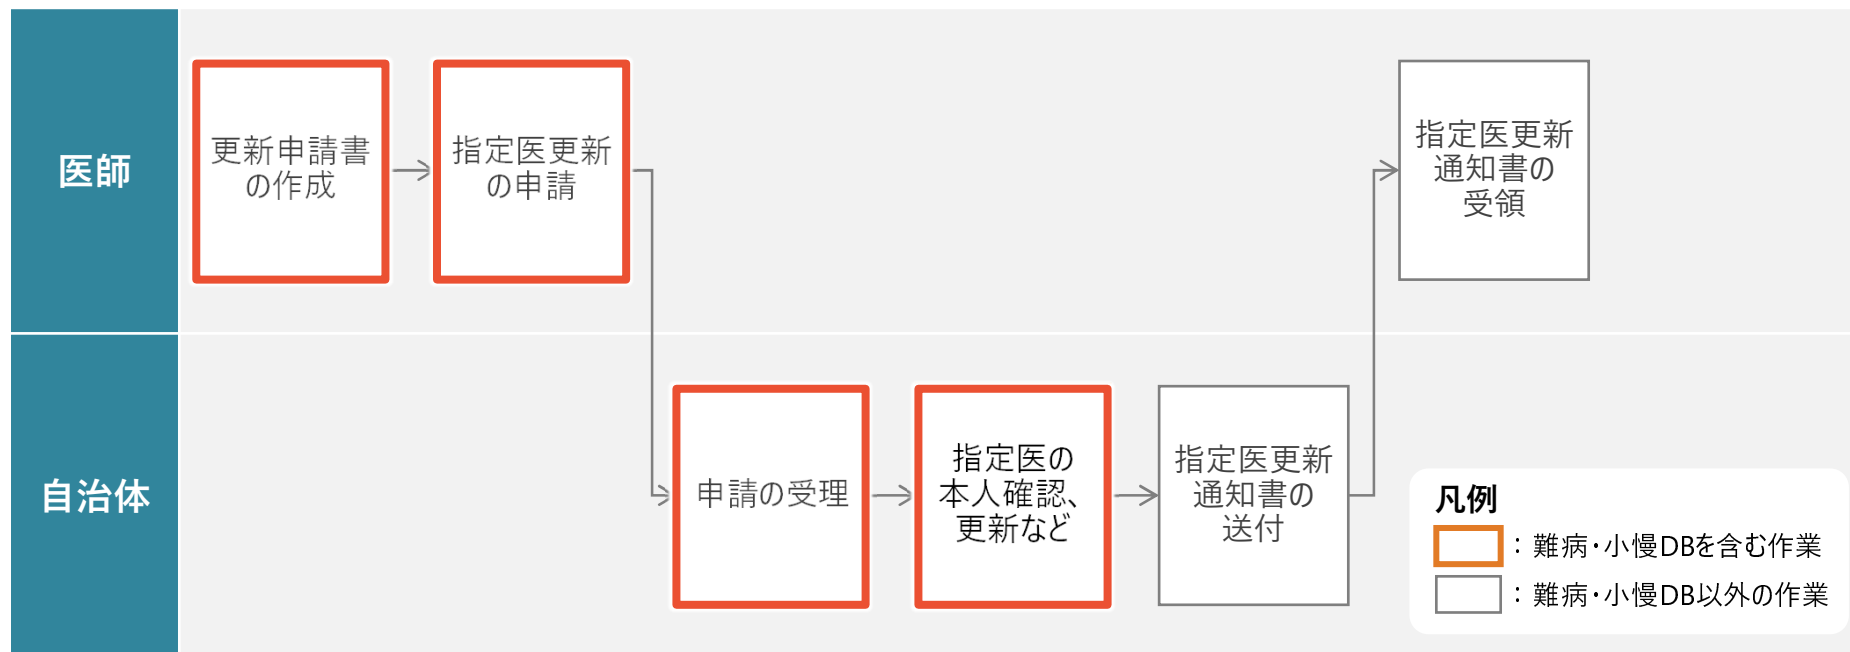 医師
更新申請書
の作成
指定医更新
の申請
指定医更新
通知書の
受領
自治体
申請の受理
指定医の
本人確認、
更新など
指定医更新
通知書の
送付
凡例
：難病・小慢DBを含む作業
：難病・小慢DB以外の作業